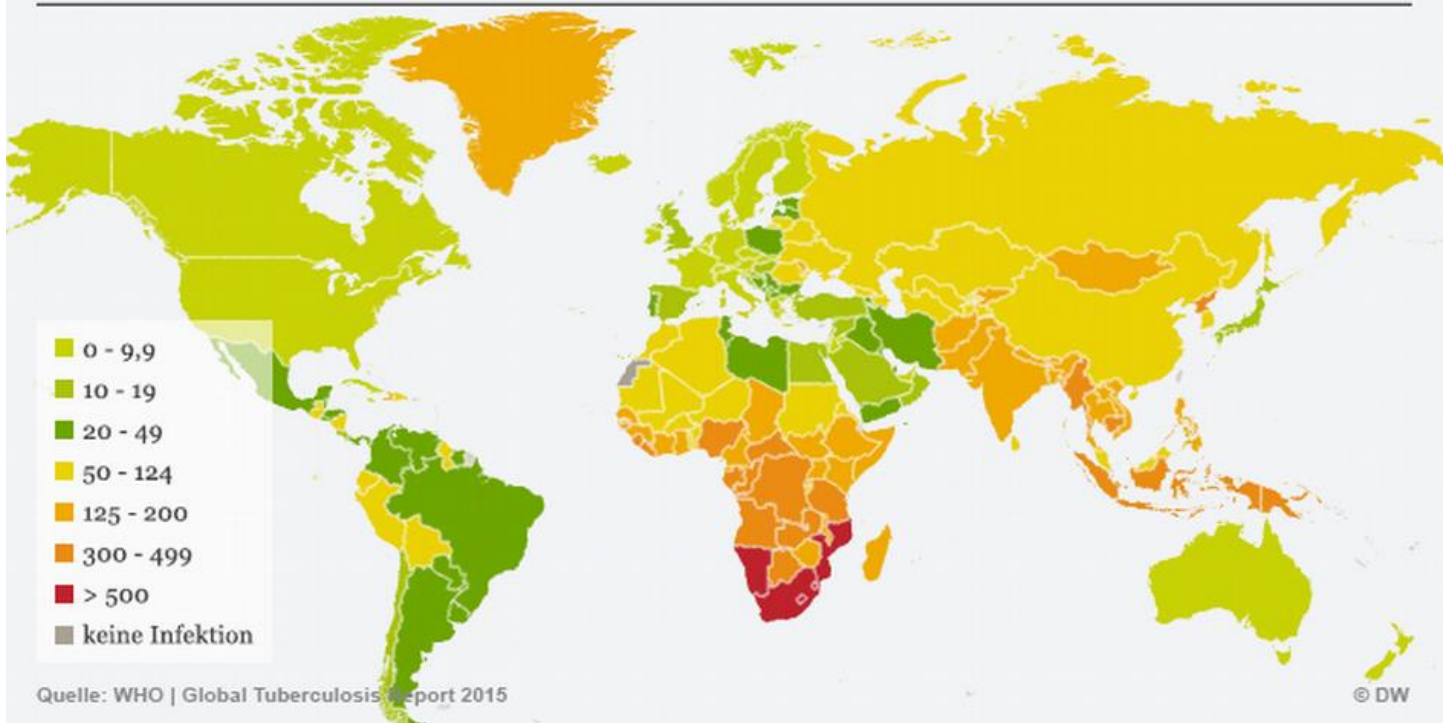 0 - 9,9
10 - 19
20 - 49
50 - 124
125 - 200
300 - 499
> 500
keine Infektion
Quelle: WHO | Global Tuberculosis Report 2015
© DW